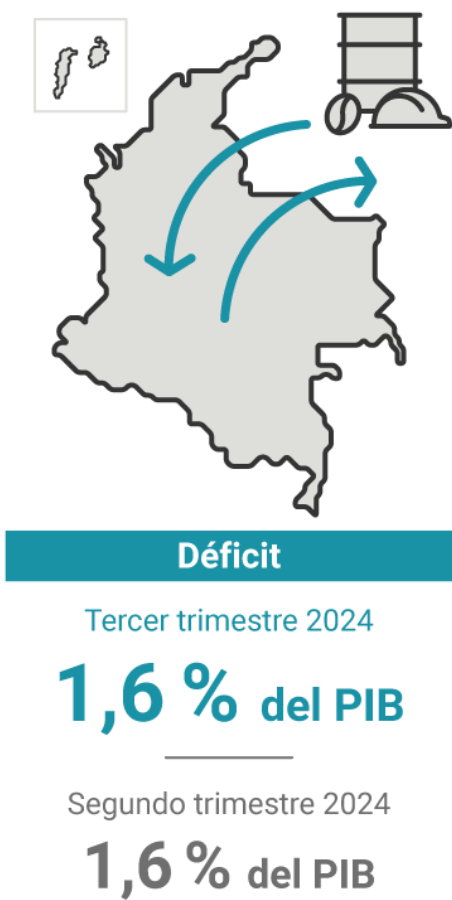 Déficit
Tercer trimestre 2024
1,6 % del PIB
Segundo trimestre 2024
1,6 % del PIB